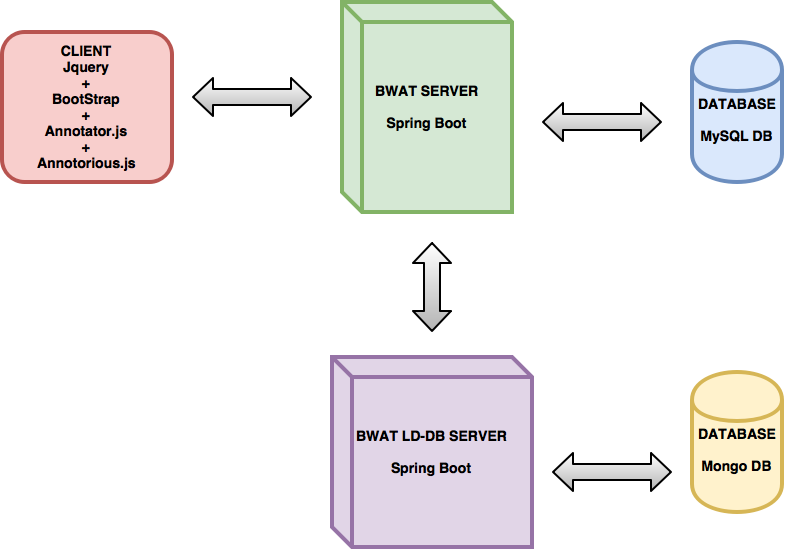 CLIENT
Jquery
+
BootStrap
+
Annotator.js
+
Annotorious.js
BWAT SERVER
Spring Boot
DATABASE
MySQL DB
BWAT LD-DB SERVER
Spring Boot
DATABASE
Mongo DB